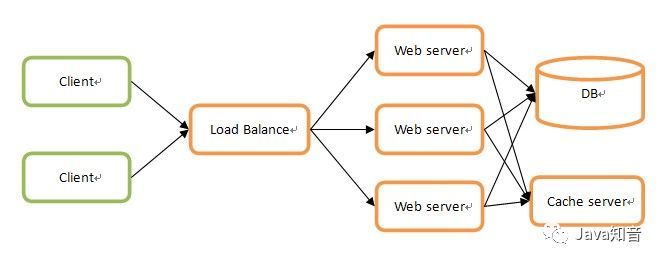 Client
Client
Load Balance
Web server
Web server
Web server
DB
Cache server
Java知音